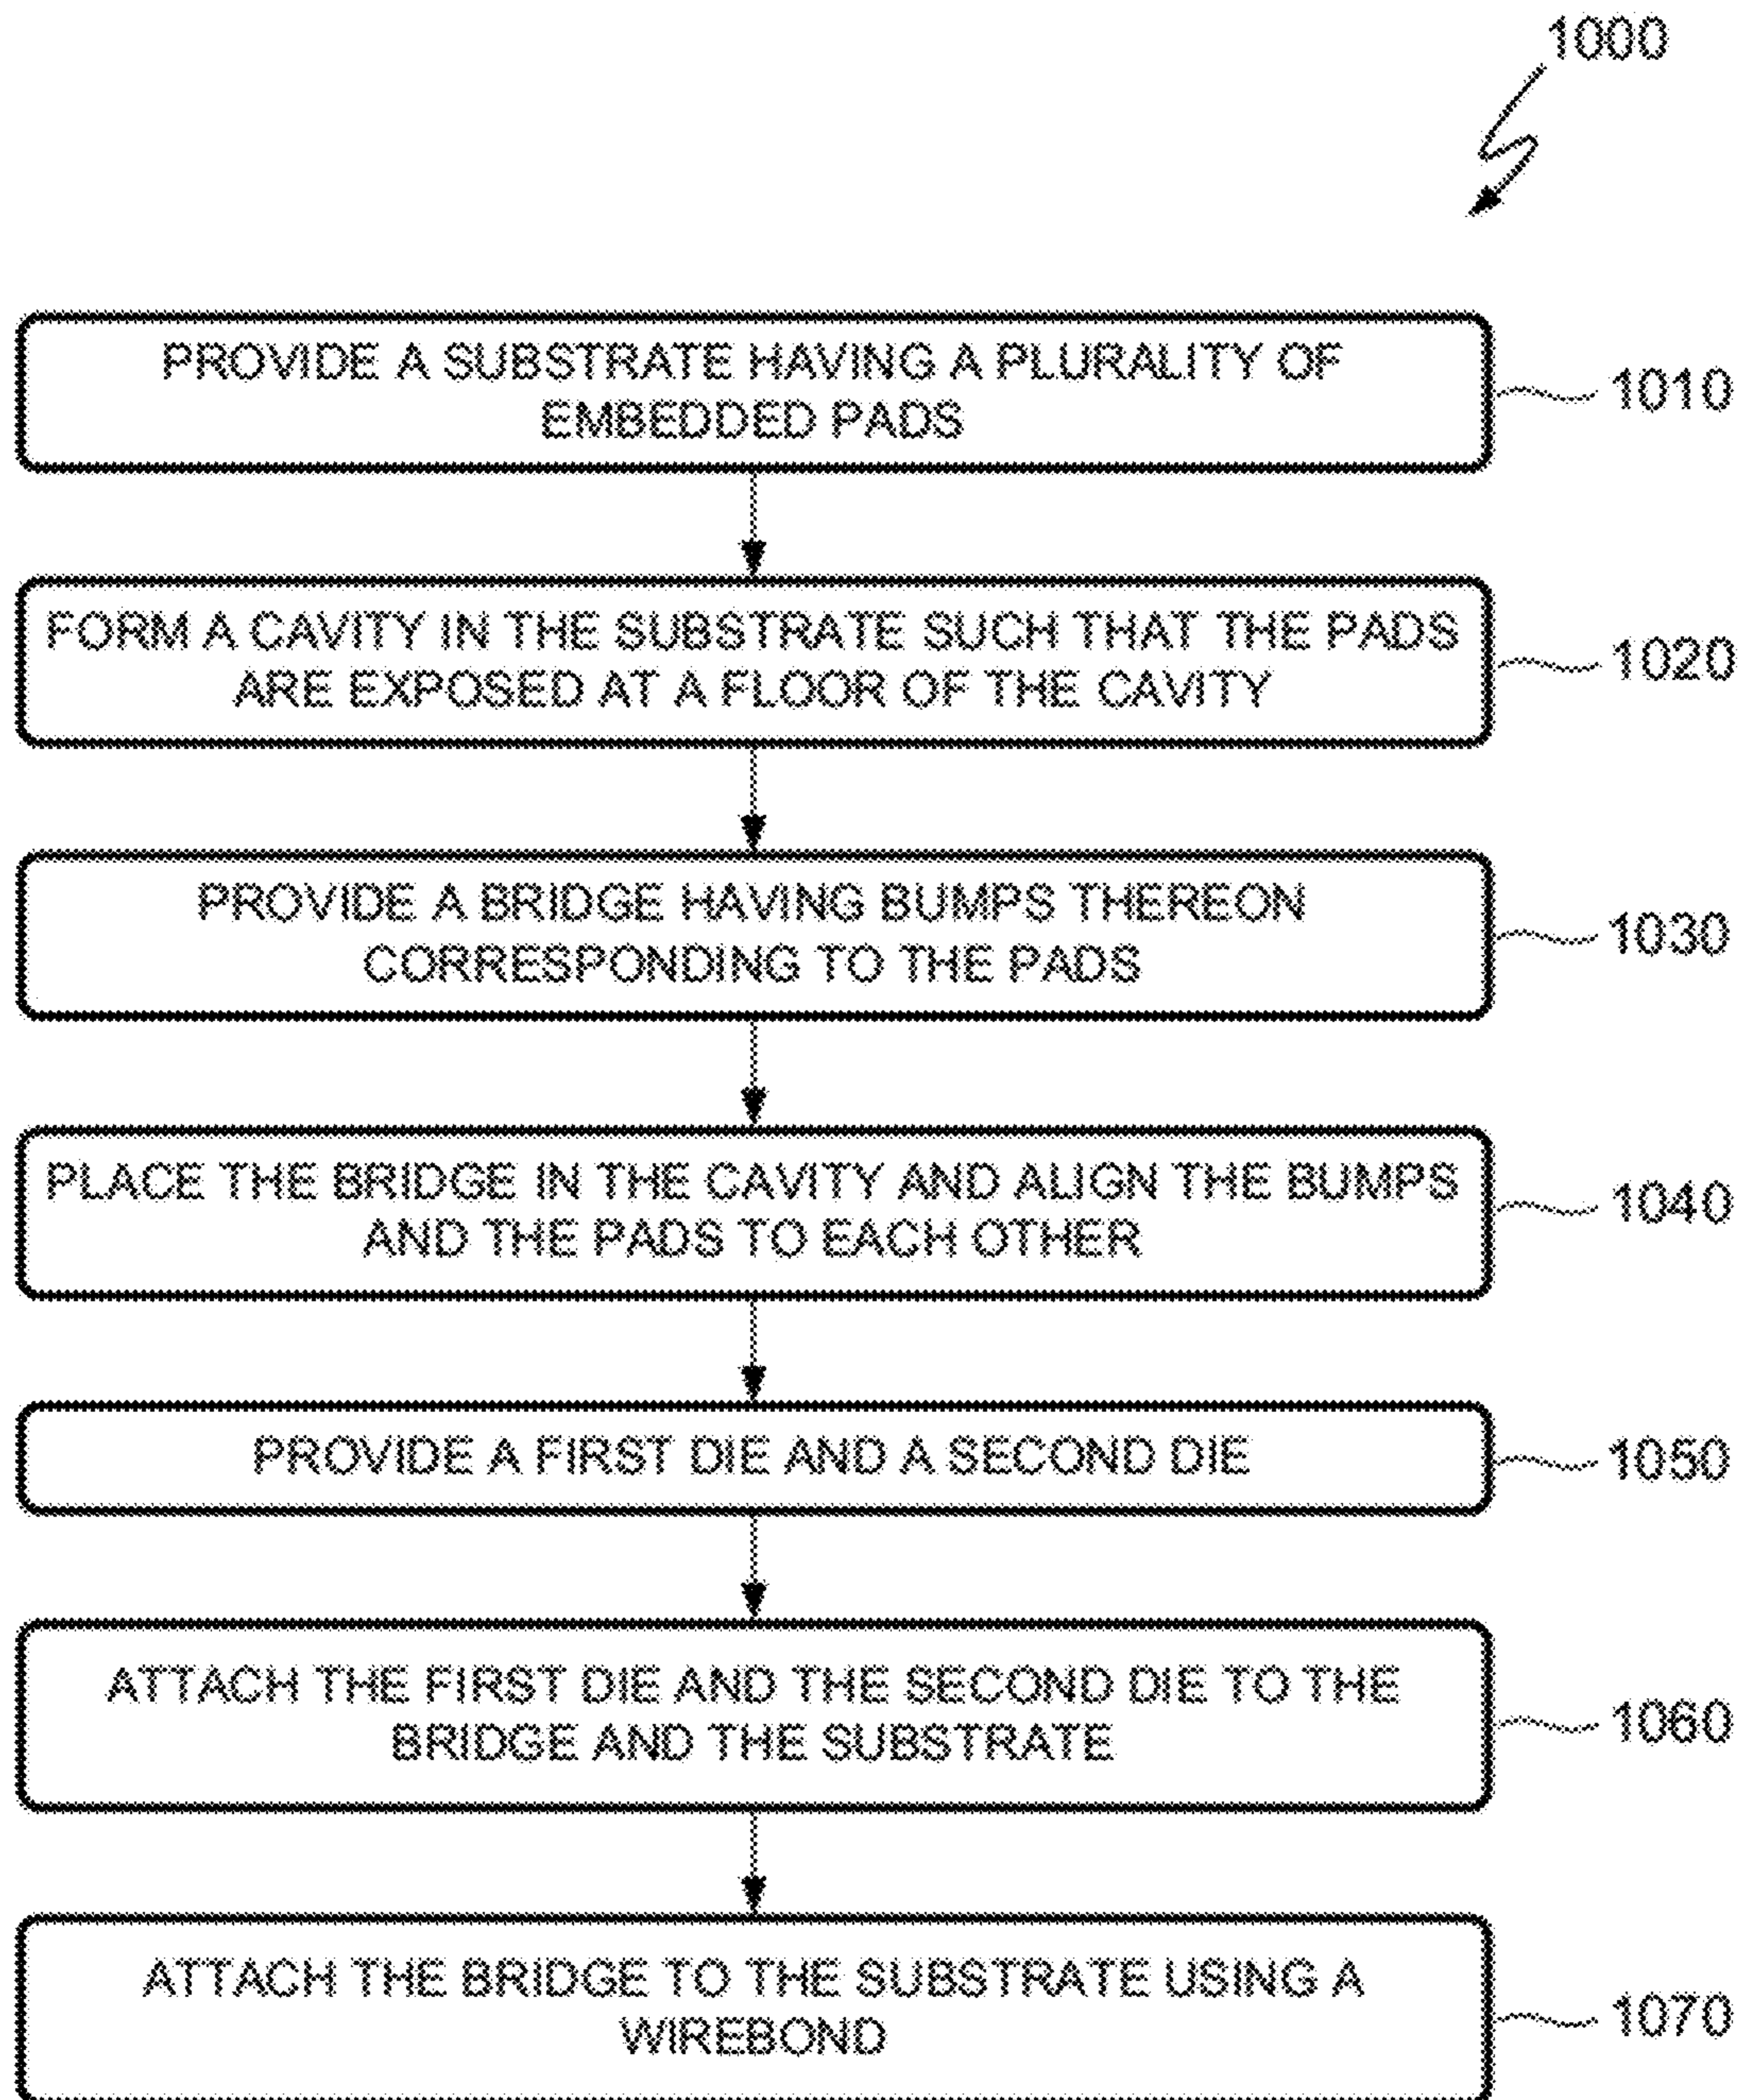 1000
PROVIDE A SUBSTRATE HAVING A PLURALITY OF
EMBEDDED PADS
1010
FORM A CAVITY IN THE SUBSTRATE SUCH THAT THE PADS
ARE EXPOSED AT A FLOOR OF THE CAVITY
1020
PROVIDE A BRIDGE HAVING BUMPS THEREON
CORRESPONDING TO THE PADS
1030
PLACE THE BRIDGE IN THE CAVITY AND ALIGN THE BUMPS
AND THE PADS TO EACH OTHER
1040
PROVIDE A FIRST DIE AND A SECOND DIE
1050
ATTACH THE FIRST DIE AND THE SECOND DIE TO THE
BRIDGE AND THE SUBSTRATE
1060
ATTACH THE BRIDGE TO THE SUBSTRATE USING A
WIREBOND
1070